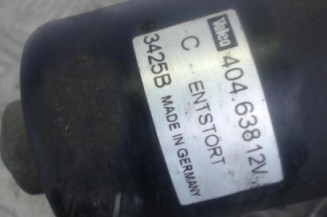 Valeo 404.638 12V
C ENTSTÖRT
3425B MADE IN GERMANY